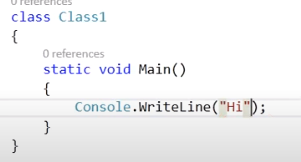 0 references
class Class1
{
0 references
static void Main()
{
Console.WriteLine("Hi");
}
}